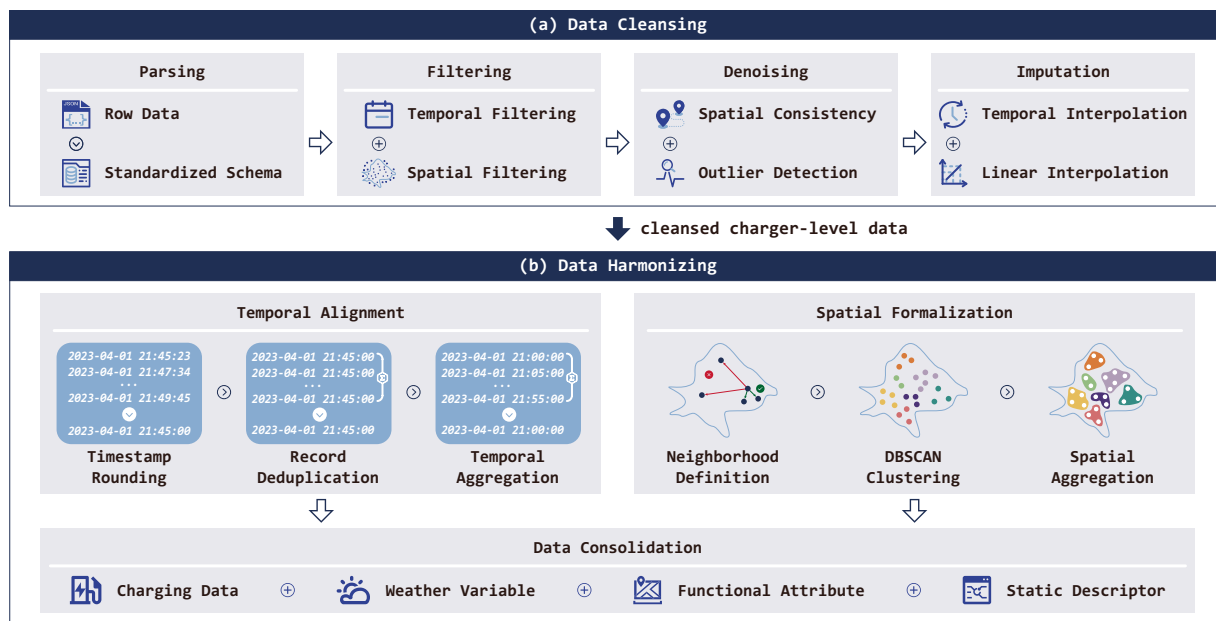 (a) Data Cleansing
Parsing
JSON
{...}
Row Data
Standardized Schema
Filtering
Temporal Filtering
Spatial Filtering
Denoising
Spatial Consistency
Outlier Detection
Imputation
Temporal Interpolation
Linear Interpolation
cleansed charger-level data
(b) Data Harmonizing
Temporal Alignment
2023-04-01 21:45:23
2023-04-01 21:47:34
...
2023-04-01 21:49:45
2023-04-01 21:45:00
Timestamp
Rounding
2023-04-01 21:45:00
2023-04-01 21:45:00
...
2023-04-01 21:45:00
2023-04-01 21:45:00
Record
Deduplication
2023-04-01 21:00:00
2023-04-01 21:05:00
...
2023-04-01 21:55:00
2023-04-01 21:00:00
Temporal
Aggregation
Spatial Formalization
Neighborhood
Definition
DBSCAN
Clustering
Spatial
Aggregation
Data Consolidation
Charging Data
Weather Variable
Functional Attribute
Static Descriptor